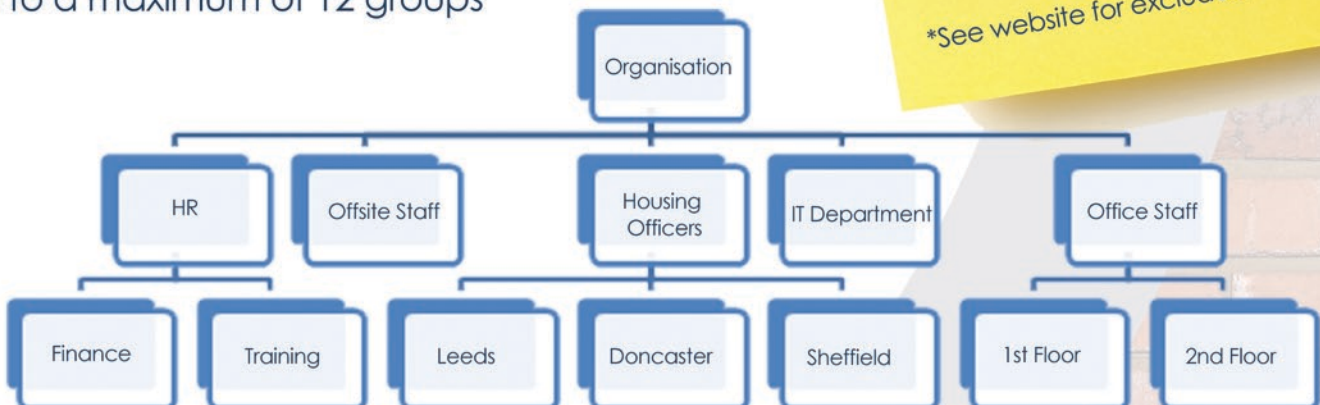 to a maximum of 12 groups
*See website for
Organisation
HR
Offsite Staff
Housing
Officers
IT Department
Office Staff
Finance
Training
Leeds
Doncaster
Sheffield
1st Floor
2nd Floor